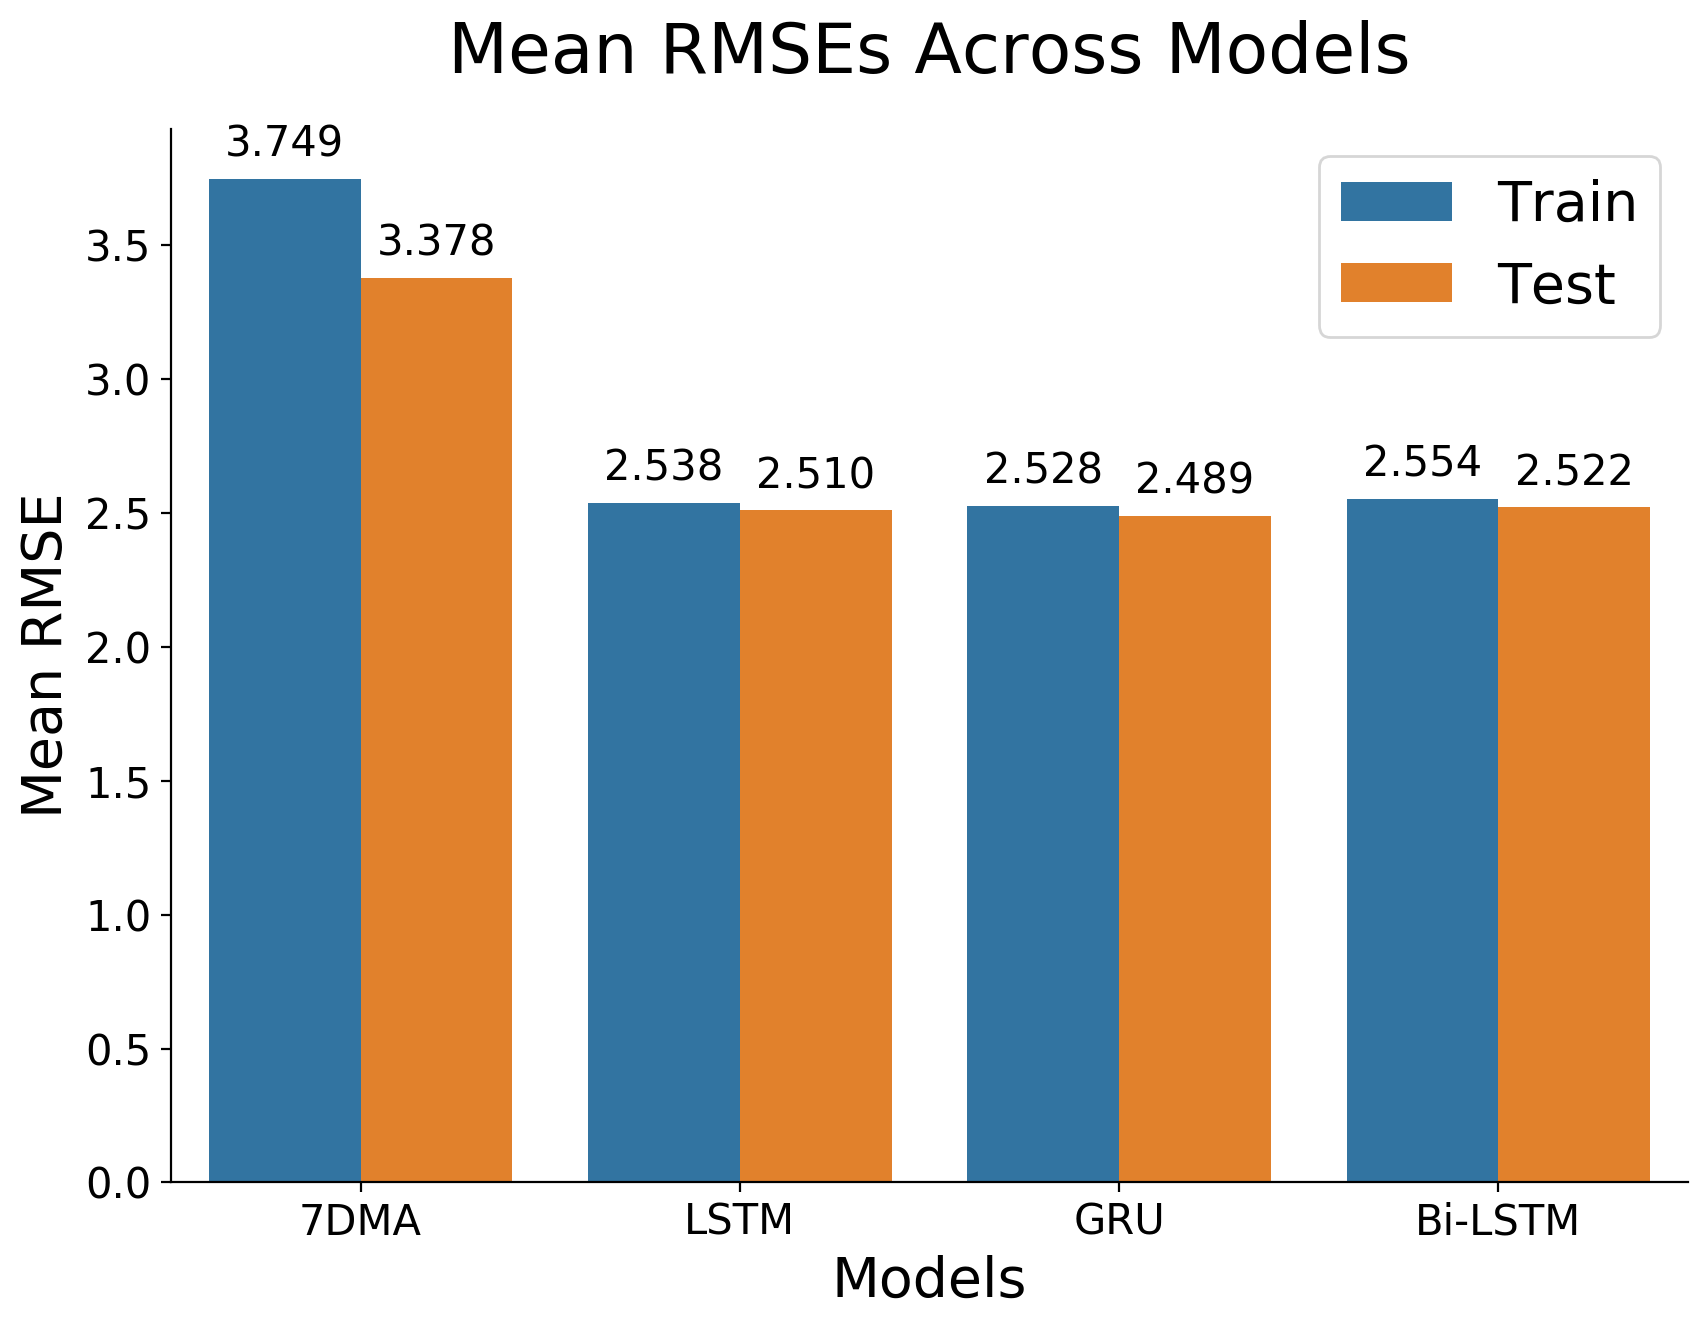 Mean RMSEs Across Models
3.749
3.378
2.538
2.510
2.528
2.489
2.554
2.522
Train
Test
Mean RMSE
3.5
3.0
2.5
2.0
1.5
1.0
0.5
0.0
7DMA
LSTM
GRU
Bi-LSTM
Models